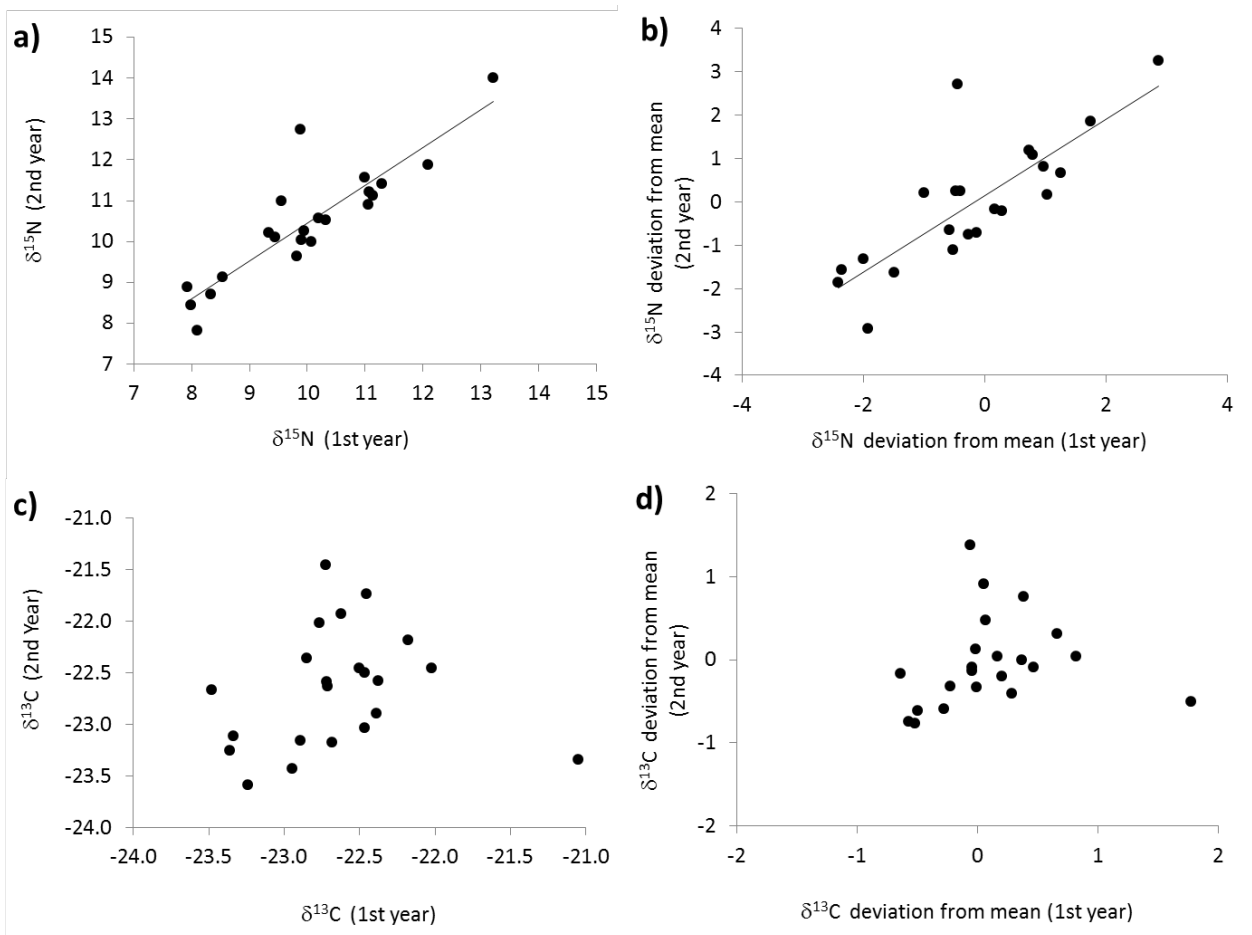 a)
15
14
13
12
11
10
9
8
7
7 8 9 10 11 12 13 14 15
δ15N (2nd year)
δ15N (1st year)
b)
4
3
2
1
0
-1
-2
-3
-4
-4 -2 0 2 4
δ15N deviation from mean
(2nd year)
δ15N deviation from mean (1st year)
c)
-21.0
-21.5
-22.0
-22.5
-23.0
-23.5
-24.0
-24.0 -23.5 -23.0 -22.5 -22.0 -21.5 -21.0
δ13C (2nd Year)
δ13C (1st year)
d)
2
1
0
-1
-2
-2 -1 0 1 2
δ13C deviation from mean
(2nd year)
δ13C deviation from mean (1st year)